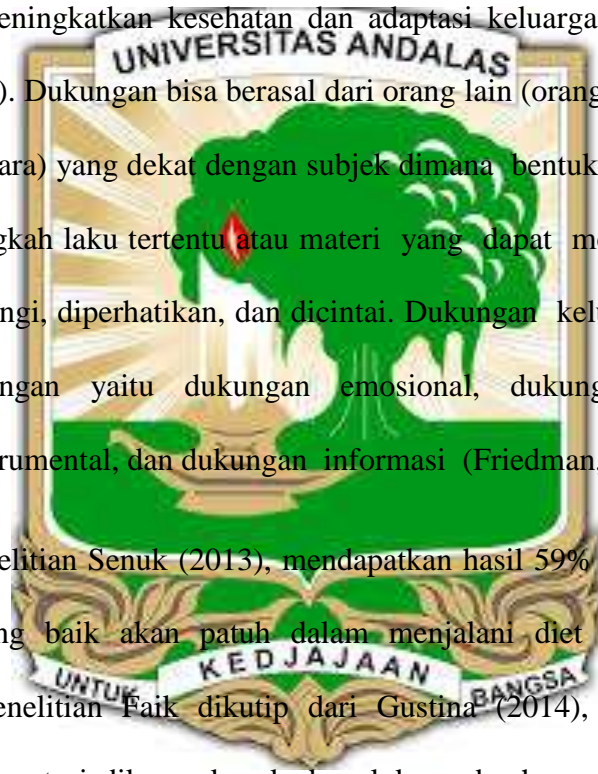 eningkatkan kesehatan dan adaptasi keluarga
UNIVERSITAS ANDALAS
). Dukungan bisa berasal dari orang lain (orang
ara) yang dekat dengan subjek dimana bentuk
gkah laku tertentu atau materi yang dapat me
ngi, diperhatikan, dan dicintai. Dukungan kelu
ngan yaitu dukungan emosional, dukung
rumental, dan dukungan informasi (Friedman,
elitian Senuk (2013), mendapatkan hasil 59%
ng baik akan patuh dalam menjalani diet
UNTUK KEDJAJAAN BANGSA
enelitian Faik dikutip dari Gustina (2014),